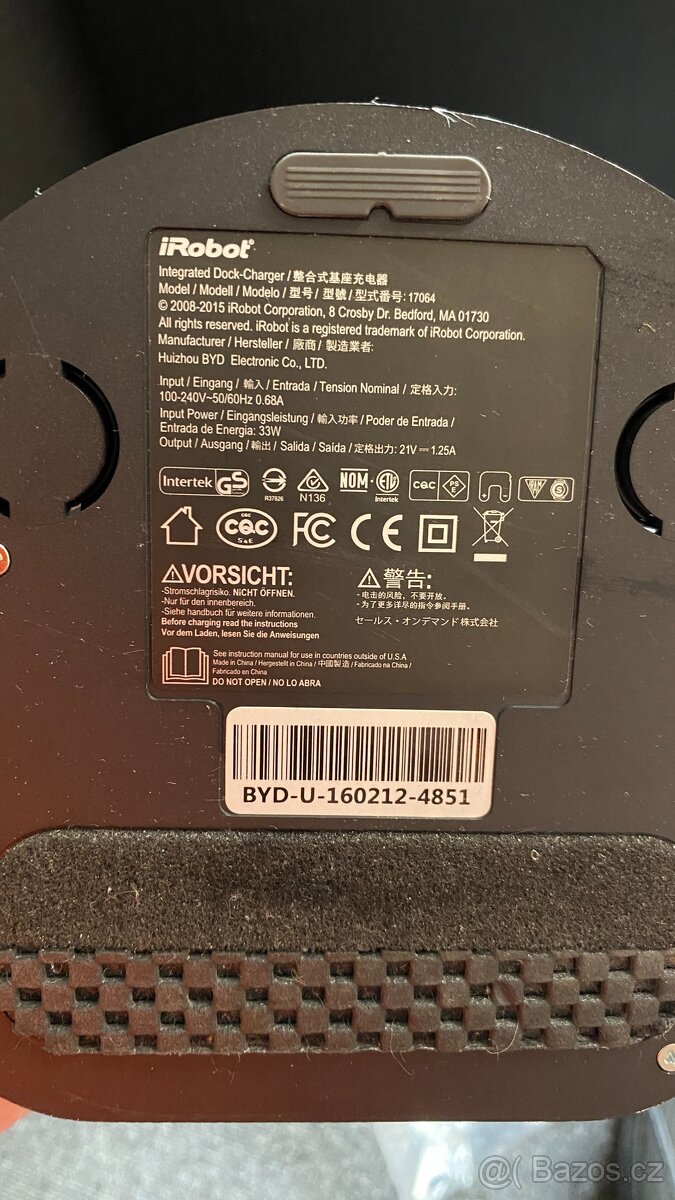 iRobot®
Integrated Dock-Charger / 整合式基座充电器
Model / Modell / Modelo / 型号 / 型號 / 型式番号: 17064
© 2008-2015 iRobot Corporation, 8 Crosby Dr. Bedford, MA 01730
All rights reserved. iRobot is a registered trademark of iRobot Corporation.
Manufacturer / Hersteller / 廠商 / 製造業者:
Huizhou BYD Electronic Co., LTD.
Input / Eingang / 輸入 / Entrada / Tension Nominal / 定格入力:
100-240V~50/60Hz 0.68A
Input Power / Eingangsleistung / 輸入功率 / Poder de Entrada /
Entrada de Energia: 33W
Output / Ausgang / 輸出 / Salida / Saída / 定格出力: 21V ⎓ 1.25A
Intertek GS
R37826
N136
NOM
ETL
Intertek
CQC
PS
E
S
CQC
CQC
S&E
FC CE
⚠VORSICHT:
-Stromschlagrisiko. NiCHT ÖFFNEN.
-Nur für den innenbereich.
-Siehe handbuch für weitere informationen.
Before charging read the instructions
Vor dem Laden, lesen Sie die Anweisungen
⚠警告:
- 电击的风险，不要开放。
- 为了更多详尽的指令参阅手册。
セールス・オンデマンド株式会社
See instruction manual for use in countries outside of U.S.A
Made in China / Hergestellt in China / 中國製造 / Fabricado na China /
Fabricado en China
DO NOT OPEN / NO LO ABRA
BYD-U-160212-4851
@( Bazos.cz